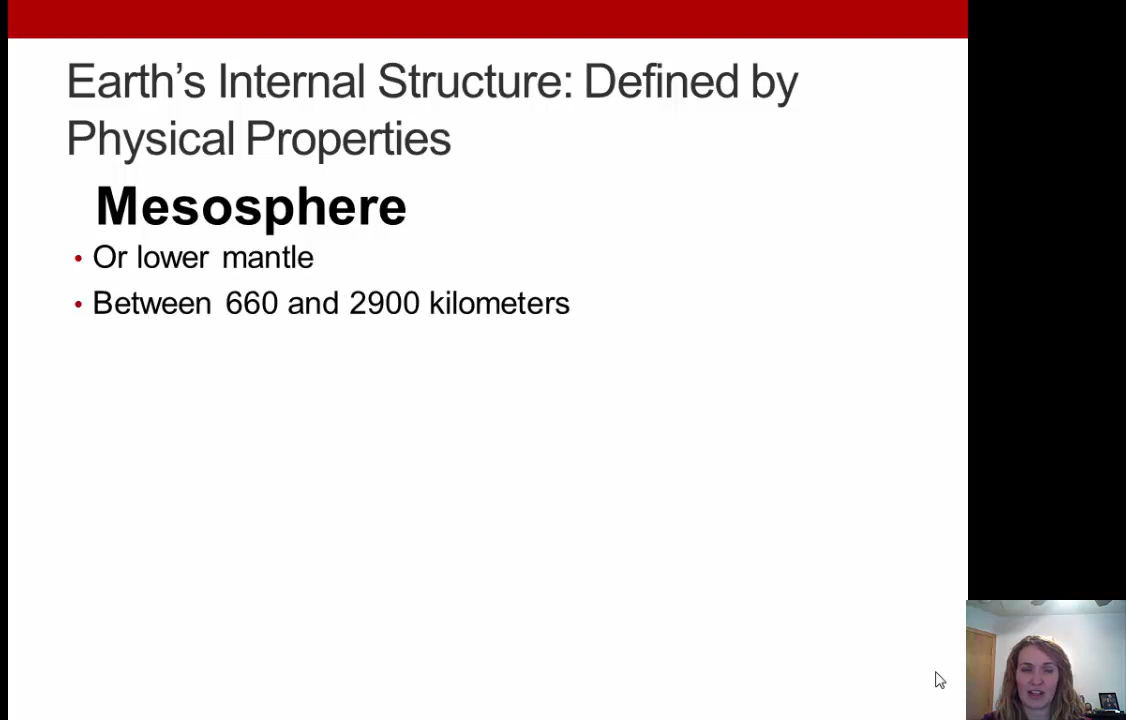 Earth's Internal Structure: Defined by
Physical Properties
Mesosphere
• Or lower mantle
• Between 660 and 2900 kilometers